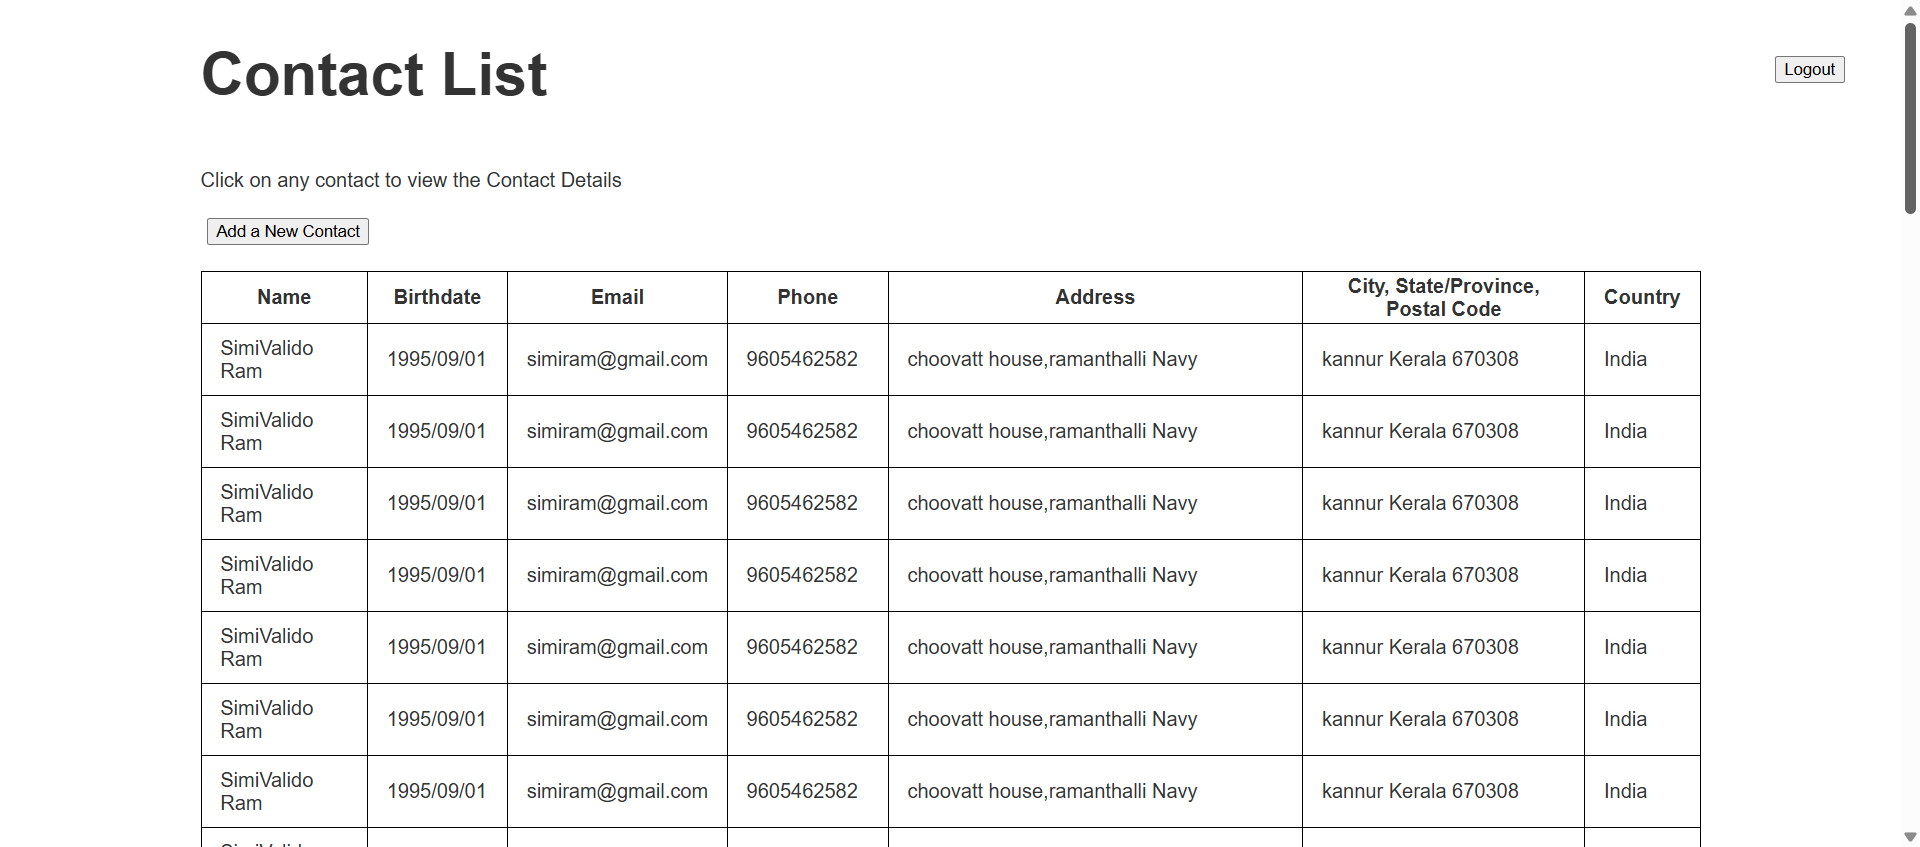 Contact List
Logout
Click on any contact to view the Contact Details
Add a New Contact
Name Birthdate Email Phone Address City, State/Province, Postal Code Country
SimiValido Ram 1995/09/01 simiram@gmail.com 9605462582 choovatt house,ramanthalli Navy kannur Kerala 670308 India
SimiValido Ram 1995/09/01 simiram@gmail.com 9605462582 choovatt house,ramanthalli Navy kannur Kerala 670308 India
SimiValido Ram 1995/09/01 simiram@gmail.com 9605462582 choovatt house,ramanthalli Navy kannur Kerala 670308 India
SimiValido Ram 1995/09/01 simiram@gmail.com 9605462582 choovatt house,ramanthalli Navy kannur Kerala 670308 India
SimiValido Ram 1995/09/01 simiram@gmail.com 9605462582 choovatt house,ramanthalli Navy kannur Kerala 670308 India
SimiValido Ram 1995/09/01 simiram@gmail.com 9605462582 choovatt house,ramanthalli Navy kannur Kerala 670308 India
SimiValido Ram 1995/09/01 simiram@gmail.com 9605462582 choovatt house,ramanthalli Navy kannur Kerala 670308 India